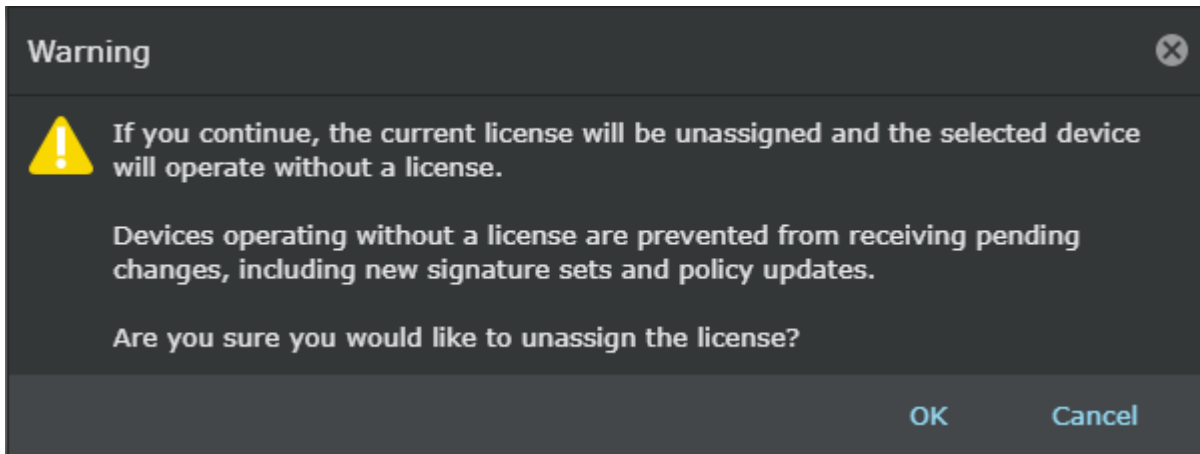 Warning
If you continue, the current license will be unassigned and the selected device
will operate without a license.
Devices operating without a license are prevented from receiving pending
changes, including new signature sets and policy updates.
Are you sure you would like to unassign the license?
OK Cancel